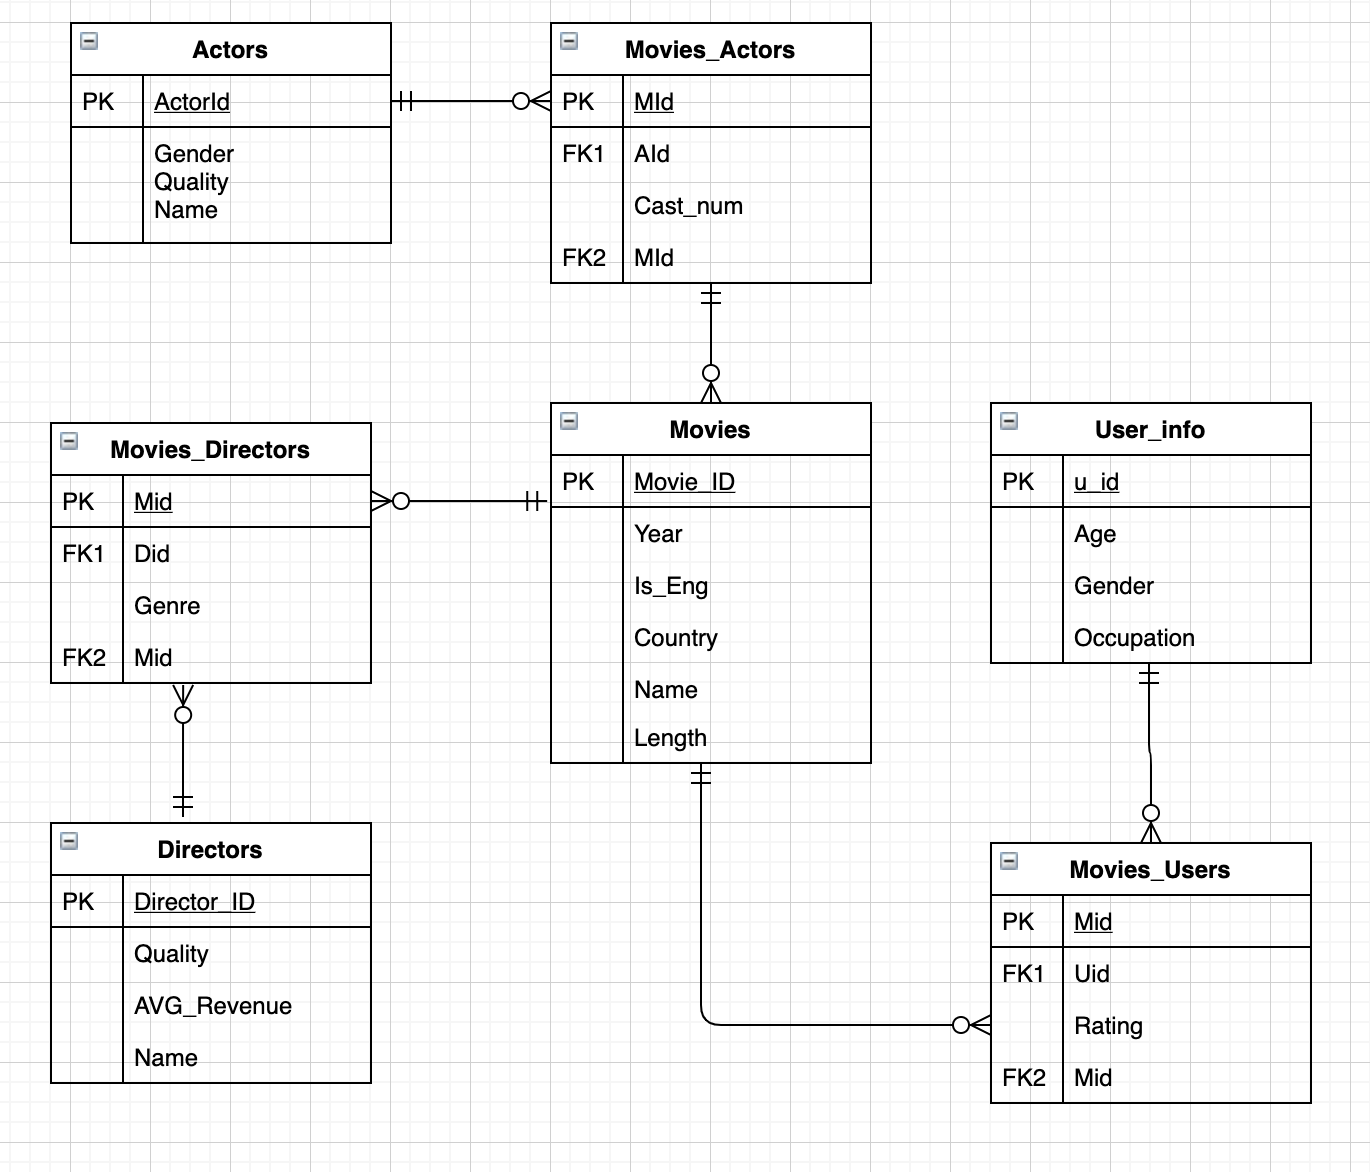 Actors
PK ActorId
Gender
Quality
Name
Movies_Actors
PK MId
FK1 AId
Cast_num
FK2 MId
Movies_Directors
PK Mid
FK1 Did
Genre
FK2 Mid
Movies
PK Movie_ID
Year
Is_Eng
Country
Name
Length
User_info
PK u_id
Age
Gender
Occupation
Directors
PK Director_ID
Quality
AVG_Revenue
Name
Movies_Users
PK Mid
FK1 Uid
Rating
FK2 Mid